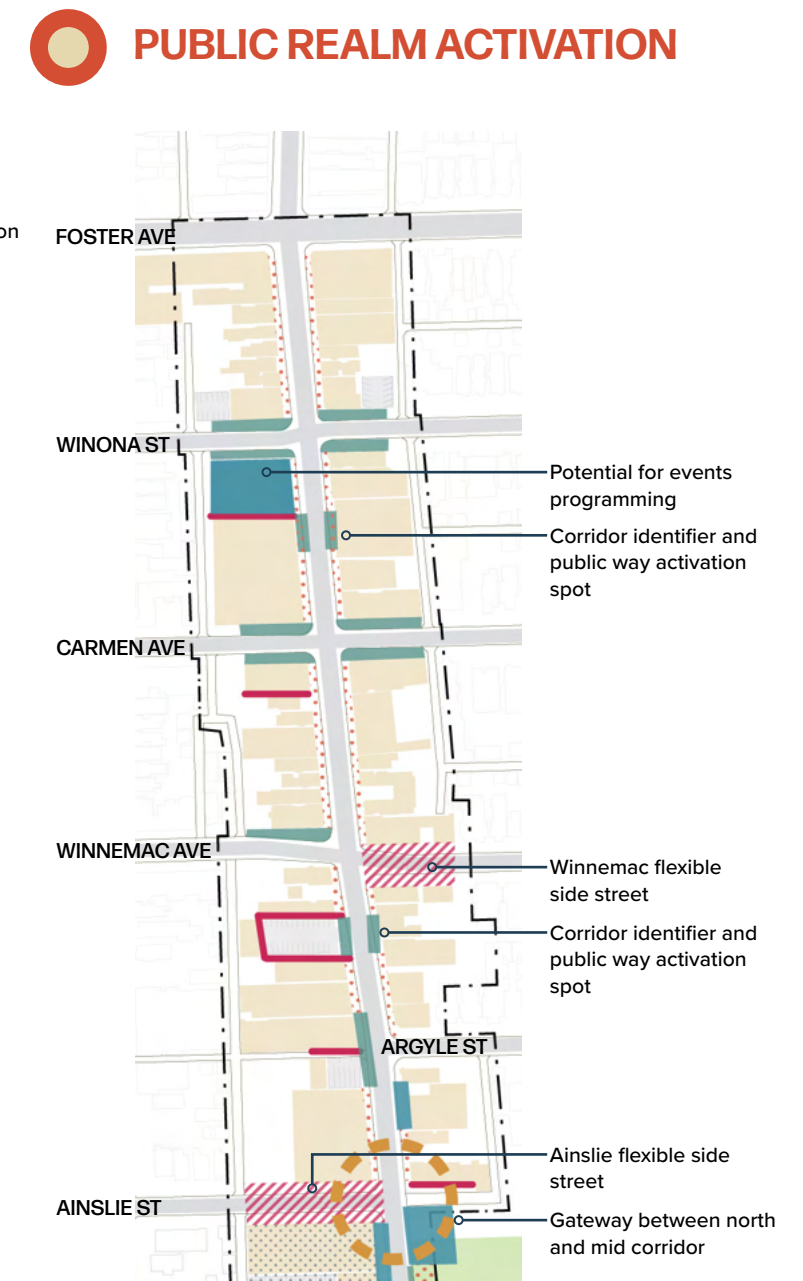 PUBLIC REALM ACTIVATION
on
FOSTER AVE
WINONA ST
Potential for events
programming
Corridor identifier and
public way activation
spot
CARMEN AVE
WINNEMAC AVE
Winnemac flexible
side street
Corridor identifier and
public way activation
spot
ARGYLE ST
Ainslie flexible side
street
AINSLIE ST
Gateway between north
and mid corridor